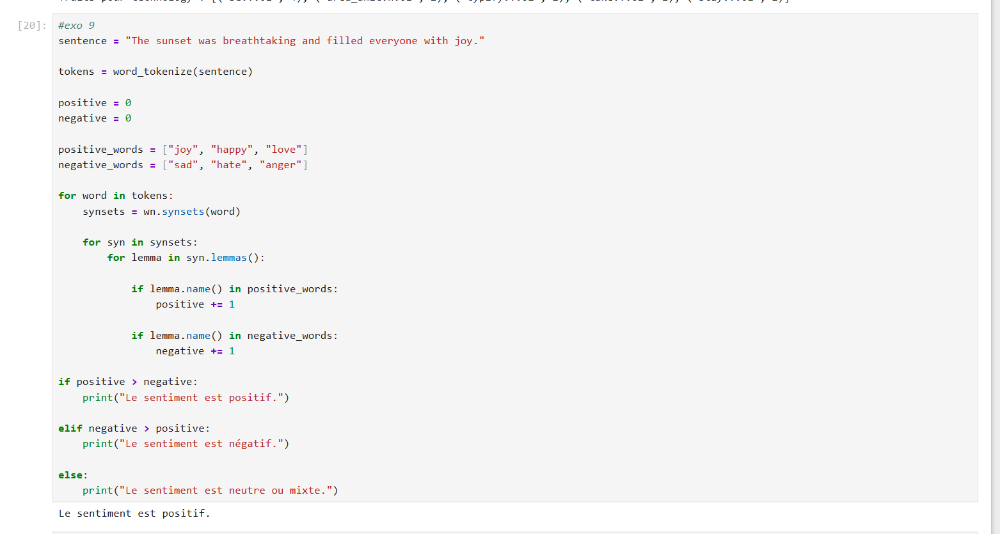 [20]:
#exo 9
sentence = "The sunset was breathtaking and filled everyone with joy."
tokens = word_tokenize(sentence)
positive = 0
negative = 0
positive_words = ["joy", "happy", "love"]
negative_words = ["sad", "hate", "anger"]
for word in tokens:
    synsets = wn.synsets(word)
    for syn in synsets:
        for lemma in syn.lemmas():
            if lemma.name() in positive_words:
                positive += 1
            if lemma.name() in negative_words:
                negative += 1
if positive > negative:
    print("Le sentiment est positif.")
elif negative > positive:
    print("Le sentiment est négatif.")
else:
    print("Le sentiment est neutre ou mixte.")
Le sentiment est positif.